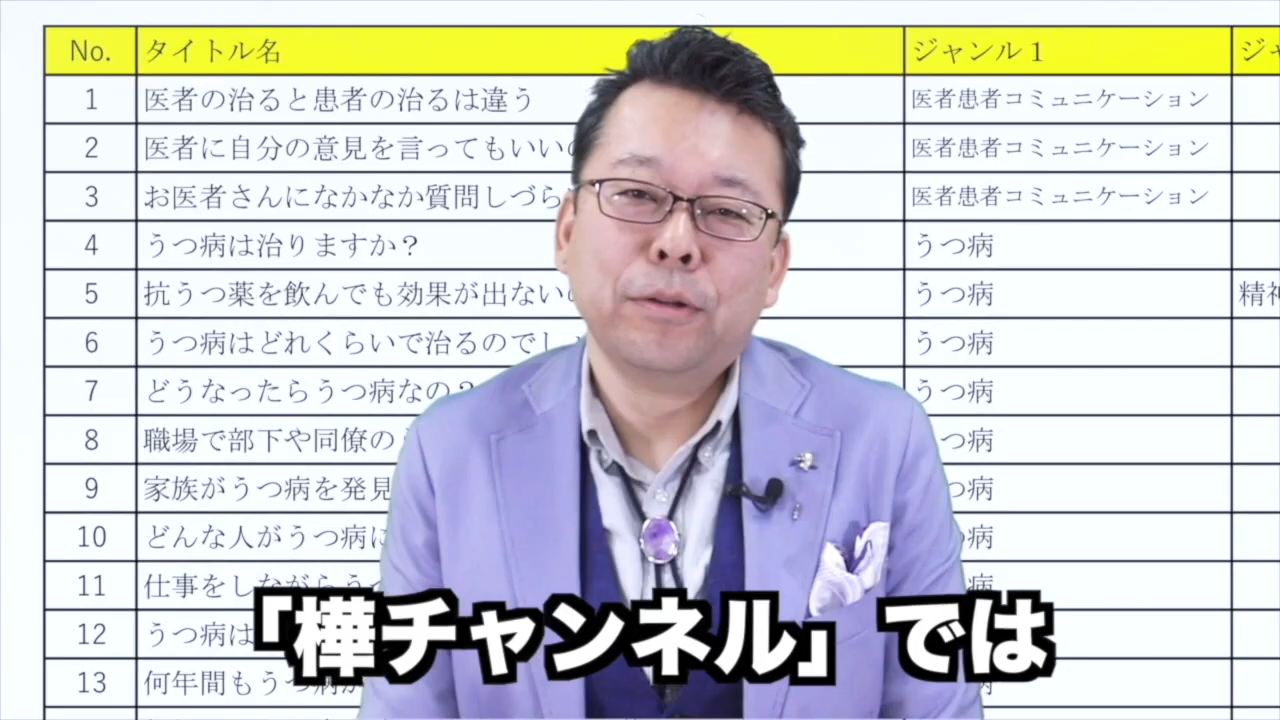 No. タイトル名 ジャンル1 ジャ
1 医者の治ると患者の治るは違う 医者患者コミュニケーション
2 医者に自分の意見を言ってもいい 医者患者コミュニケーション
3 お医者さんになかなか質問しづら 医者患者コミュニケーション
4 うつ病は治りますか？ うつ病
5 抗うつ薬を飲んでも効果が出ない うつ病 精神
6 うつ病はどれくらいで治るのでし うつ病
7 どうなったらうつ病なの？ うつ病
8 職場で部下や同僚の つ病
9 家族がうつ病を発見 つ病
10 どんな人がうつ病に 病
11 仕事をしながらう 病
12 うつ病は
13 何年間もうつ病が 病
「樺チャンネル」では